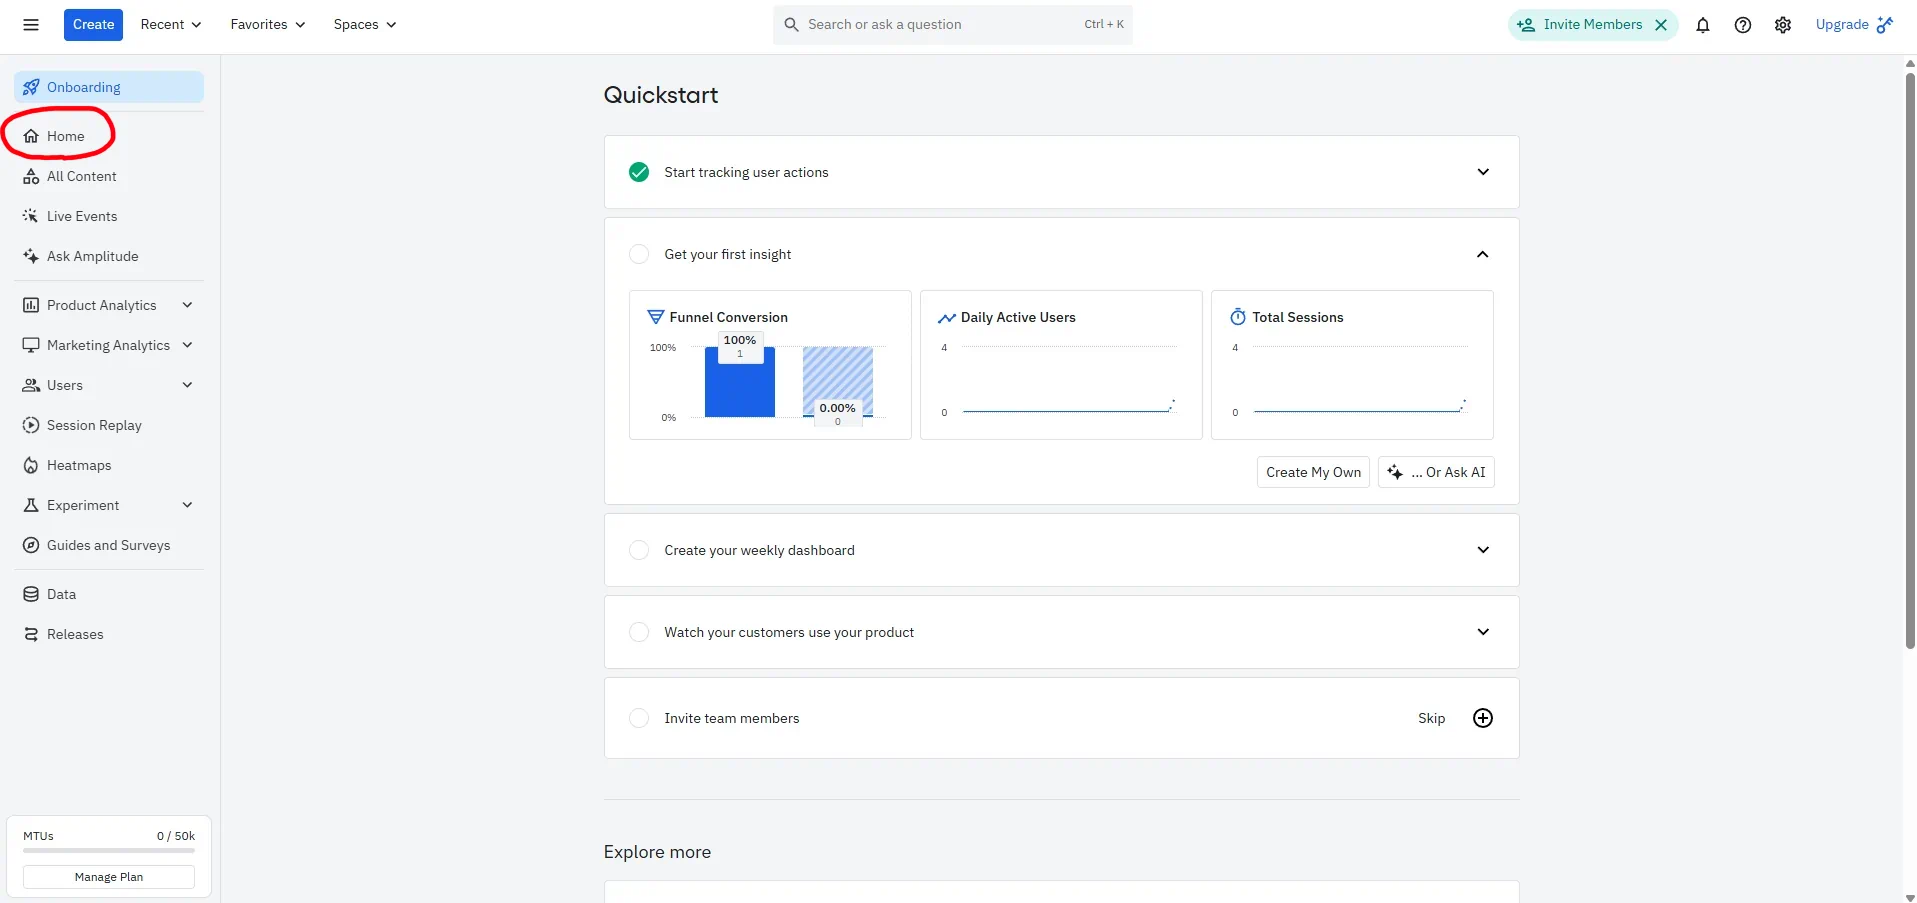 Create Recent Favorites Spaces Search or ask a question Ctrl + K Invite Members Upgrade
Onboarding
Home
All Content
Live Events
Ask Amplitude
Product Analytics
Marketing Analytics
Users
Session Replay
Heatmaps
Experiment
Guides and Surveys
Data
Releases
MTUs 0 / 50k
Manage Plan
Quickstart
Start tracking user actions
Get your first insight
Funnel Conversion
100%
1
100%
0.00%
0%
0
Daily Active Users
4
0
Total Sessions
4
0
Create My Own ... Or Ask AI
Create your weekly dashboard
Watch your customers use your product
Invite team members Skip
Explore more